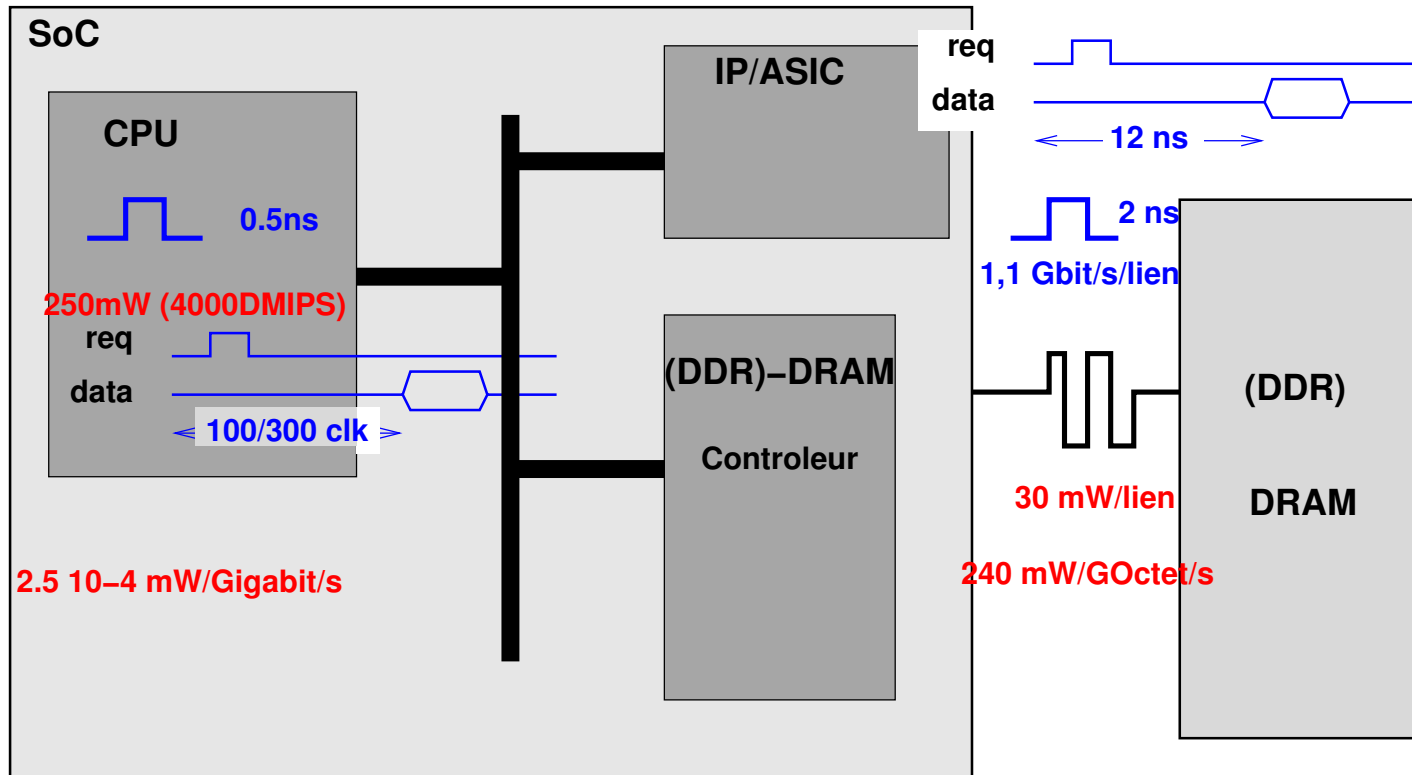 SoC
CPU
0.5ns
250mW (4000DMIPS)
req
data
100/300 clk
2.5 10−4 mW/Gigabit/s
IP/ASIC
(DDR)−DRAM
Controleur
req
data
12 ns
2 ns
1,1 Gbit/s/lien
30 mW/lien
240 mW/GOctet/s
(DDR)
DRAM